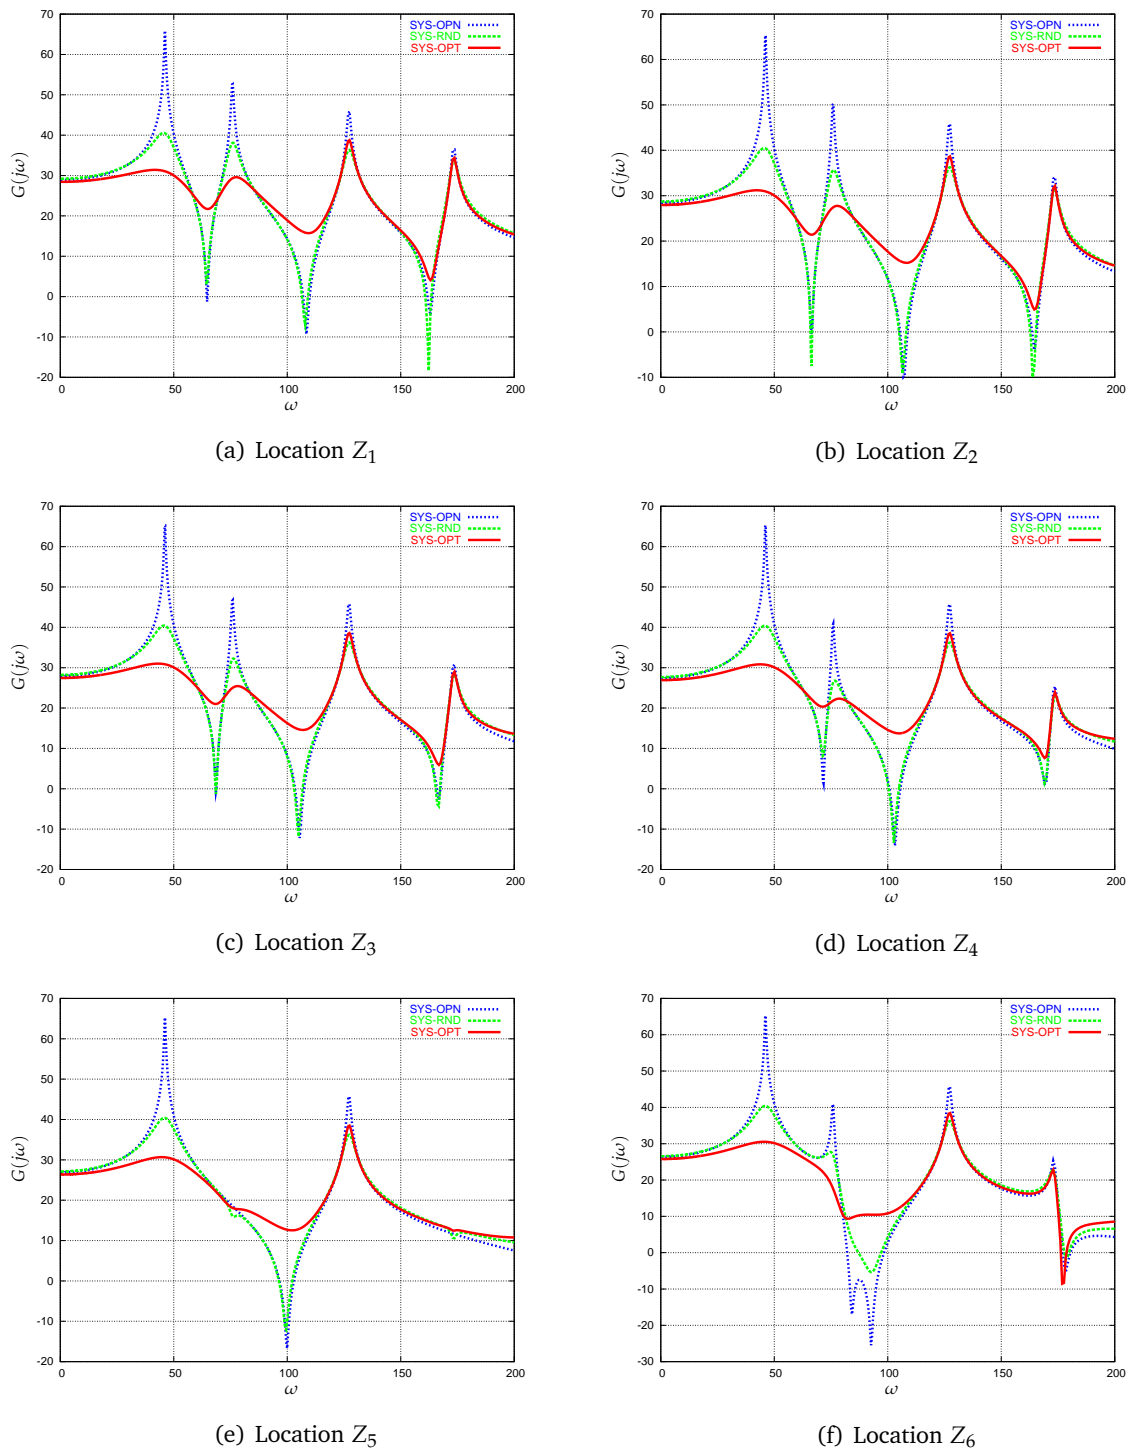 70
60
50
40
30
20
10
0
-10
-20
G(jω)
SYS-OPN
SYS-RND
SYS-OPT
0 50 100 150 200
ω
(a) Location Z1
70
60
50
40
30
20
10
0
-10
G(jω)
SYS-OPN
SYS-RND
SYS-OPT
0 50 100 150 200
ω
(b) Location Z2
70
60
50
40
30
20
10
0
-10
-20
G(jω)
SYS-OPN
SYS-RND
SYS-OPT
0 50 100 150 200
ω
(c) Location Z3
70
60
50
40
30
20
10
0
-10
-20
G(jω)
SYS-OPN
SYS-RND
SYS-OPT
0 50 100 150 200
ω
(d) Location Z4
70
60
50
40
30
20
10
0
-10
-20
G(jω)
SYS-OPN
SYS-RND
SYS-OPT
0 50 100 150 200
ω
(e) Location Z5
70
60
50
40
30
20
10
0
-10
-20
-30
G(jω)
SYS-OPN
SYS-RND
SYS-OPT
0 50 100 150 200
ω
(f) Location Z6